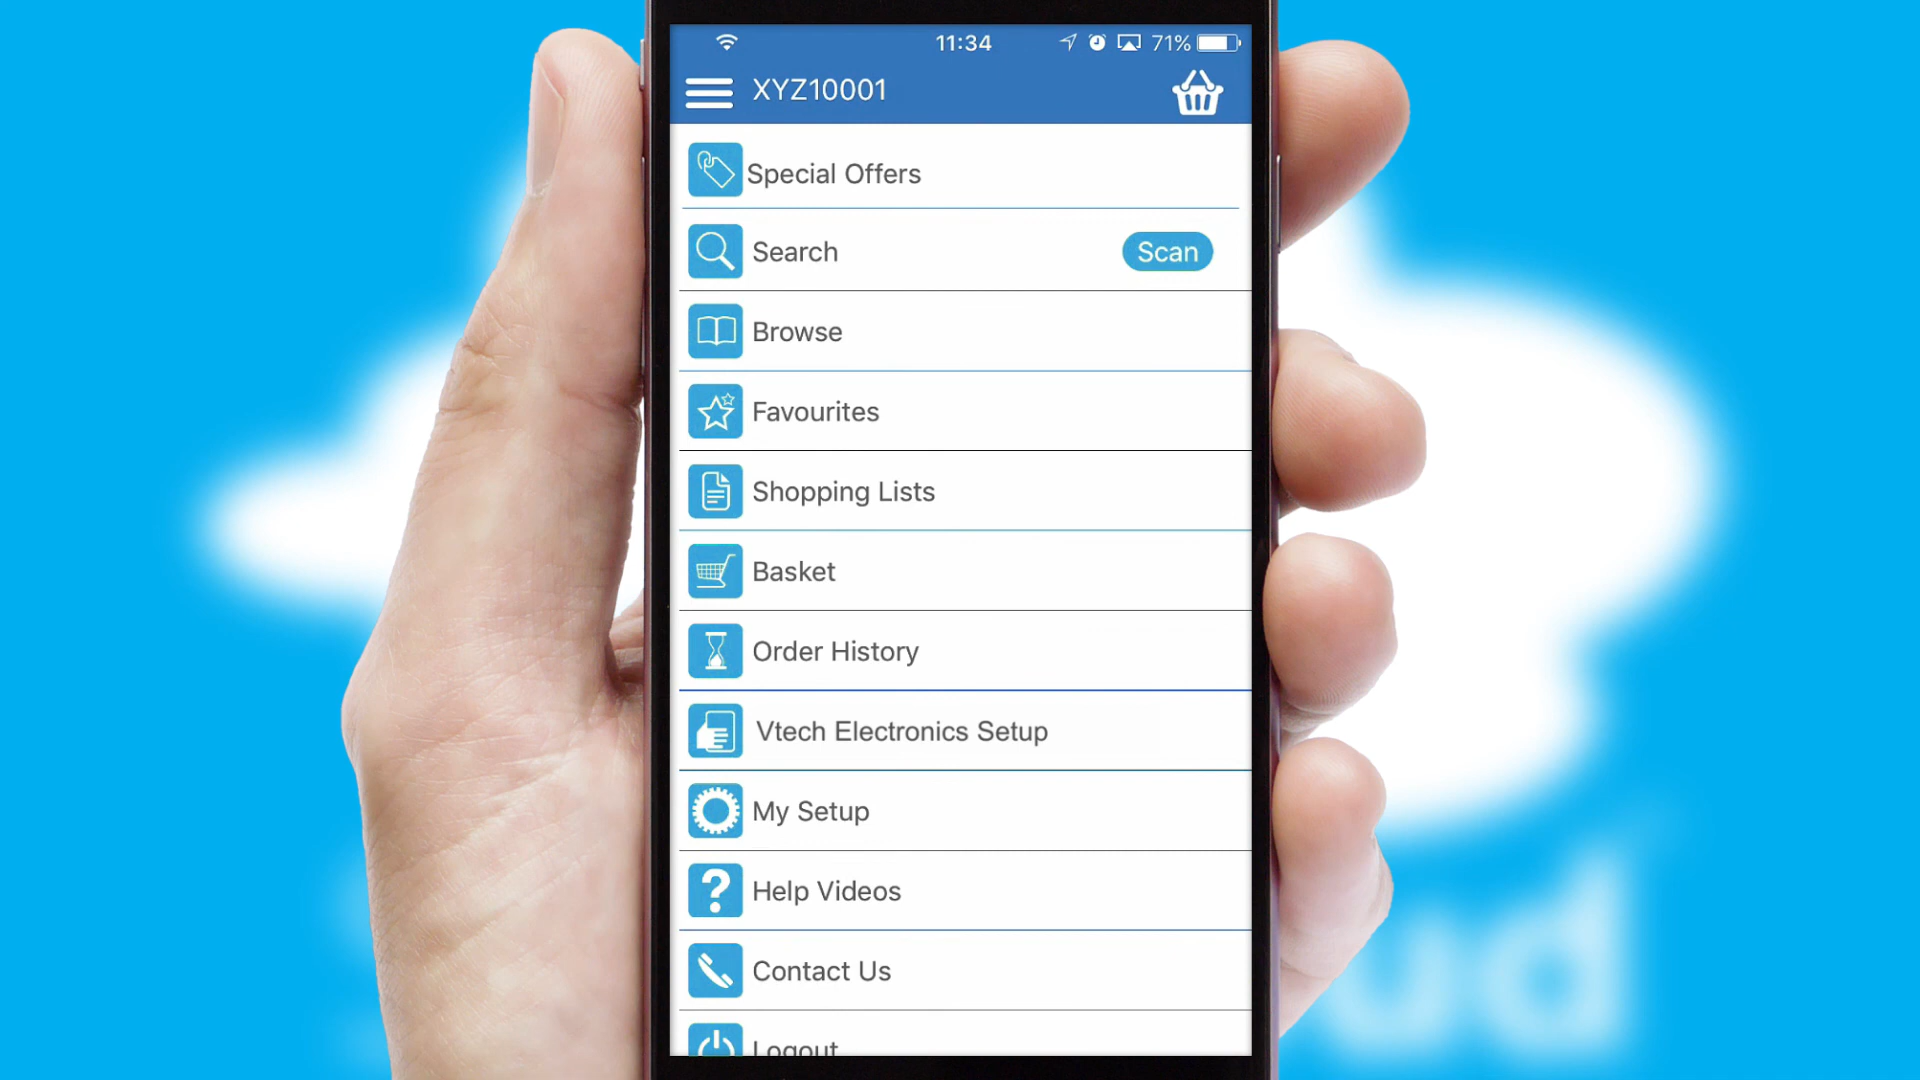 11:34
71%
XYZ10001
Special Offers
Search
Scan
Browse
Favourites
Shopping Lists
Basket
Order History
Vtech Electronics Setup
My Setup
Help Videos
Contact Us
Logout
ud